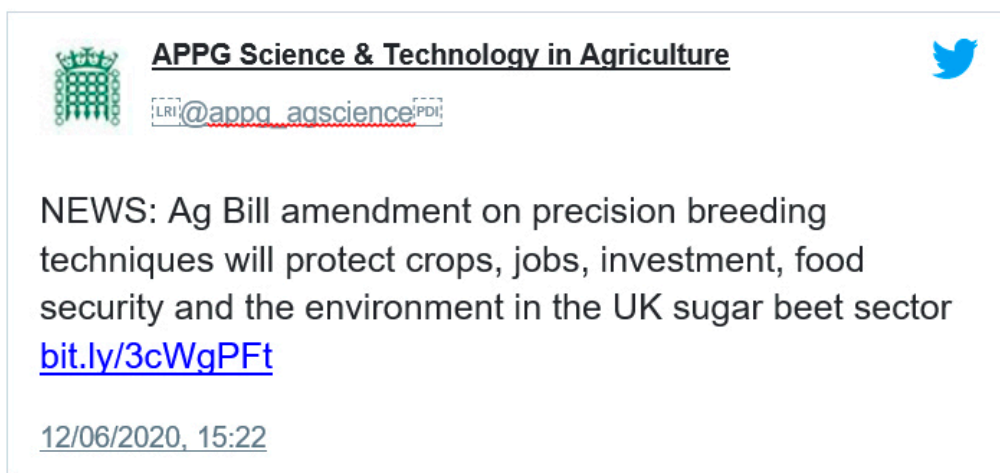 APPG Science & Technology in Agriculture
LRI@appg_agsciencePDI
NEWS: Ag Bill amendment on precision breeding
techniques will protect crops, jobs, investment, food
security and the environment in the UK sugar beet sector
bit.ly/3cWgPFt
12/06/2020, 15:22